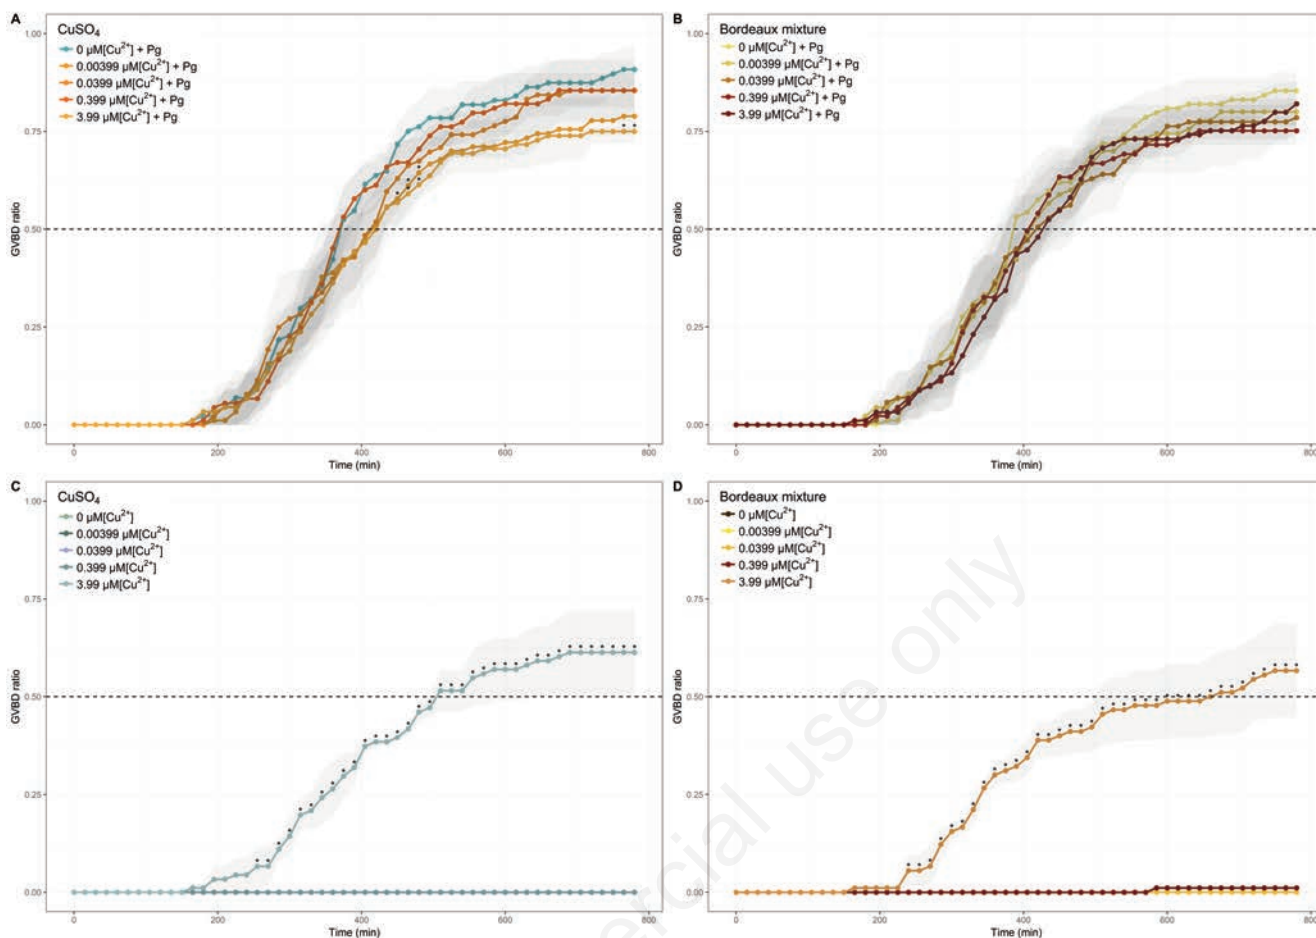 A
CuSO4
0 µM[Cu2+] + Pg
0.00399 µM[Cu2+] + Pg
0.0399 µM[Cu2+] + Pg
0.399 µM[Cu2+] + Pg
3.99 µM[Cu2+] + Pg
1.00
0.75
0.50
0.25
0.00
GVBD ratio
0
200
400
600
800
Time (min)
B
Bordeaux mixture
0 µM[Cu2+] + Pg
0.00399 µM[Cu2+] + Pg
0.0399 µM[Cu2+] + Pg
0.399 µM[Cu2+] + Pg
3.99 µM[Cu2+] + Pg
1.00
0.75
0.50
0.25
0.00
GVBD ratio
0
200
400
600
800
Time (min)
C
CuSO4
0 µM[Cu2+]
0.00399 µM[Cu2+]
0.0399 µM[Cu2+]
0.399 µM[Cu2+]
3.99 µM[Cu2+]
1.00
0.75
0.50
0.25
0.00
GVBD ratio
0
200
400
600
800
Time (min)
D
Bordeaux mixture
0 µM[Cu2+]
0.00399 µM[Cu2+]
0.0399 µM[Cu2+]
0.399 µM[Cu2+]
3.99 µM[Cu2+]
1.00
0.75
0.50
0.25
0.00
GVBD ratio
0
200
400
600
800
Time (min)
ercial use only